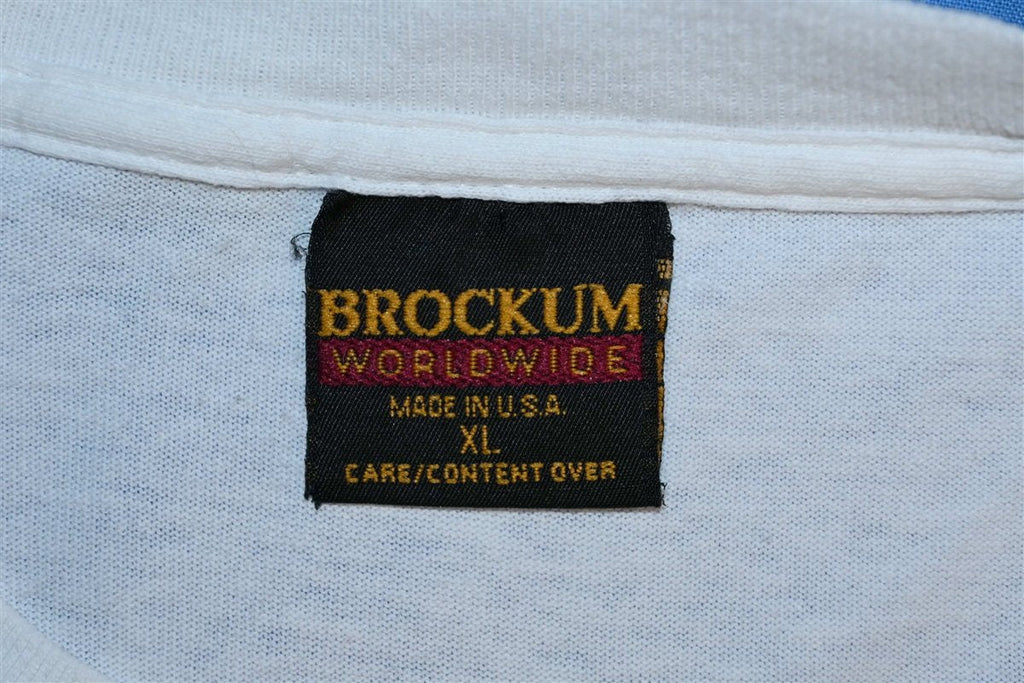 BROCKUM
WORLDWIDE
MADE IN U.S.A.
XL
CARE/CONTENT OVER